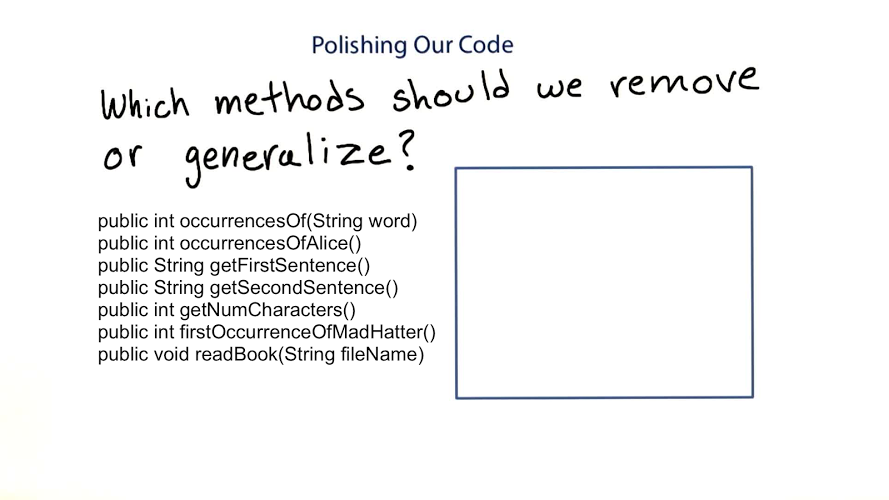 Polishing Our Code
Which methods should we remove
or generalize?
public int occurrencesOf(String word)
public int occurrencesOfAlice()
public String getFirstSentence()
public String getSecondSentence()
public int getNumCharacters()
public int firstOccurrenceOfMadHatter()
public void readBook(String fileName)